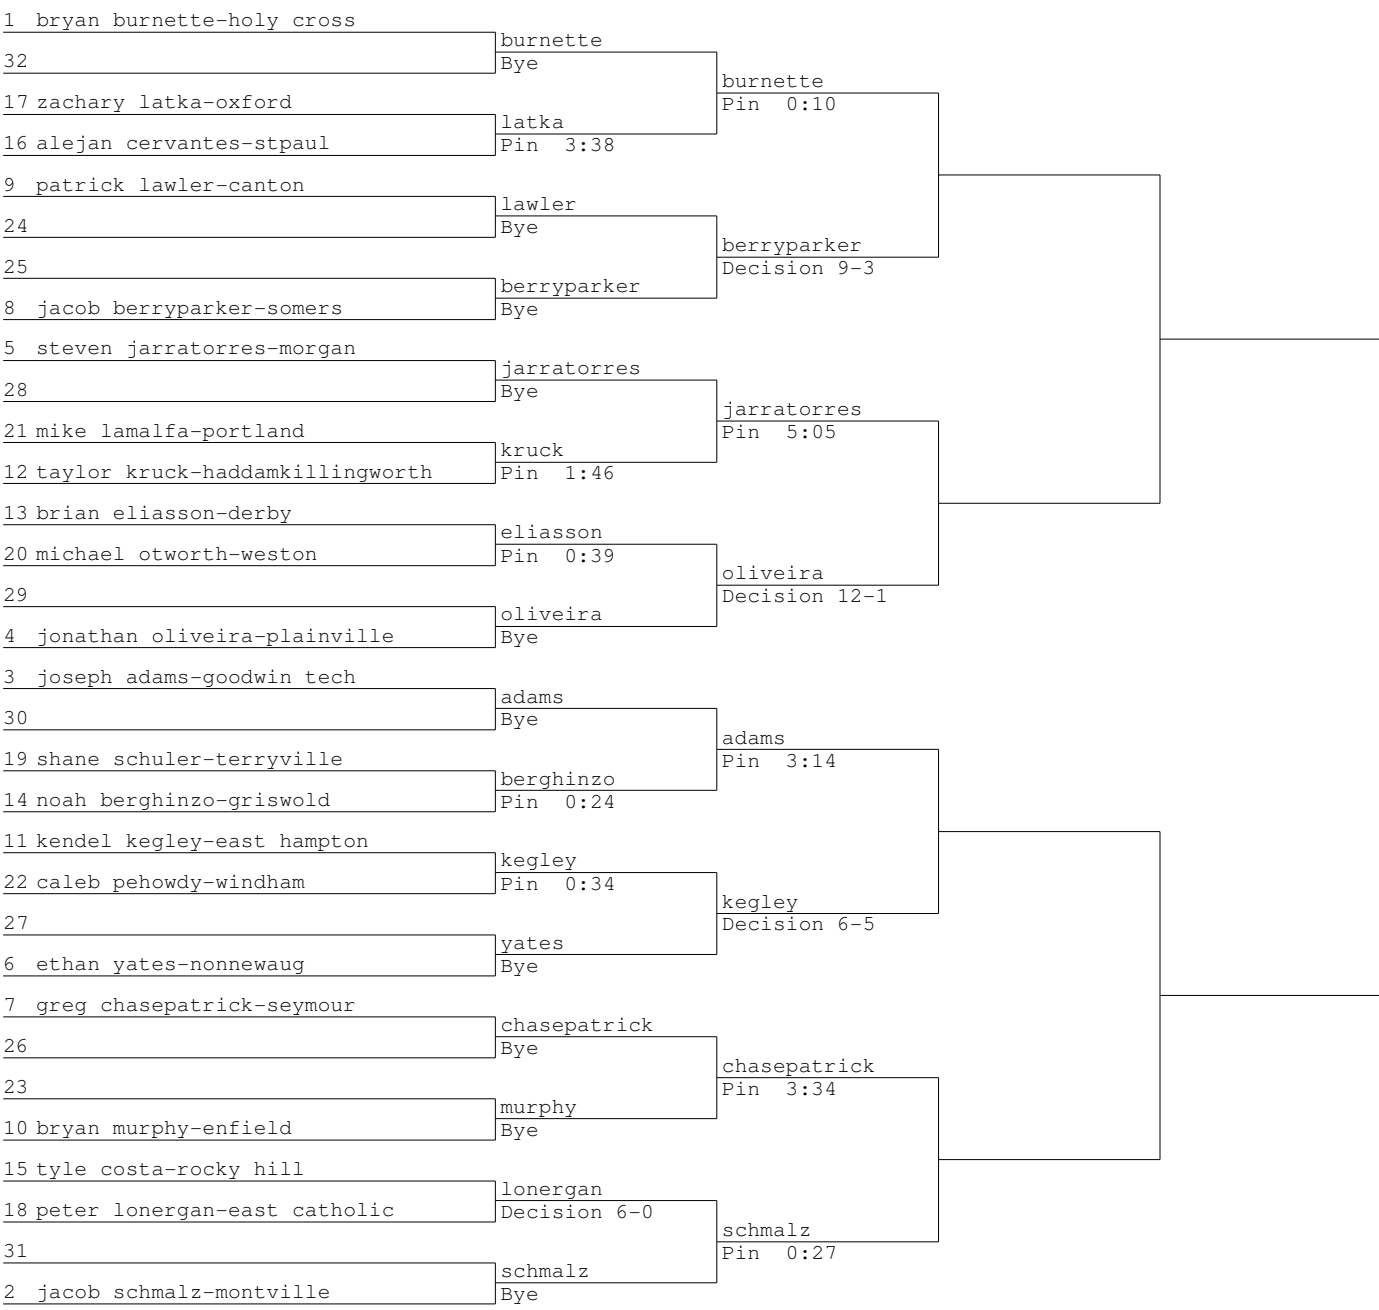 1 bryan burnette-holy cross
32
17 zachary latka-oxford
16 alejan cervantes-stpaul
9 patrick lawler-canton
24
25
8 jacob berryparker-somers
5 steven jarratorres-morgan
28
21 mike lamalfa-portland
12 taylor kruck-haddamkillingworth
13 brian eliasson-derby
20 michael otworth-weston
29
4 jonathan oliveira-plainville
3 joseph adams-goodwin tech
30
19 shane schuler-terryville
14 noah berghinzo-griswold
11 kendel kegley-east hampton
22 caleb pehowdy-windham
27
6 ethan yates-nonnewaug
7 greg chasepatrick-seymour
26
23
10 bryan murphy-enfield
15 tyle costa-rocky hill
18 peter lonergan-east catholic
31
2 jacob schmalz-montville
burnette
Bye
latka
Pin 3:38
lawler
Bye
berryparker
Bye
jarratorres
Bye
kruck
Pin 1:46
eliasson
Pin 0:39
oliveira
Bye
adams
Bye
berghinzo
Pin 0:24
kegley
Pin 0:34
yates
Bye
chasepatrick
Bye
murphy
Bye
lonergan
Decision 6-0
schmalz
Bye
burnette
Pin 0:10
berryparker
Decision 9-3
jarratorres
Pin 5:05
oliveira
Decision 12-1
adams
Pin 3:14
kegley
Decision 6-5
chasepatrick
Pin 3:34
schmalz
Pin 0:27